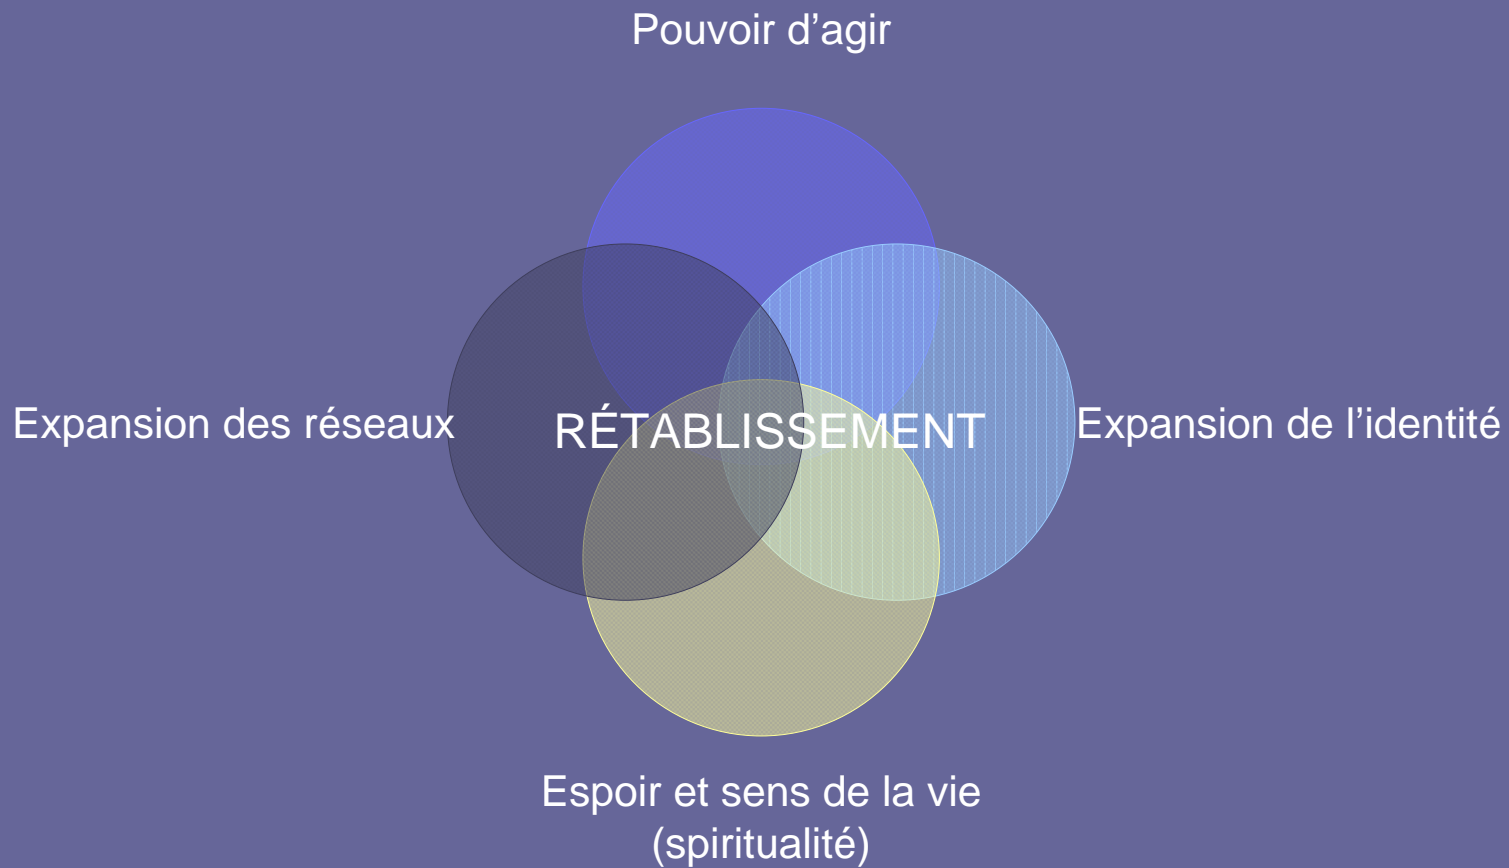 Pouvoir d’agir
Expansion des réseaux
RÉTABLISSEMENT
Expansion de l’identité
Espoir et sens de la vie
(spiritualité)